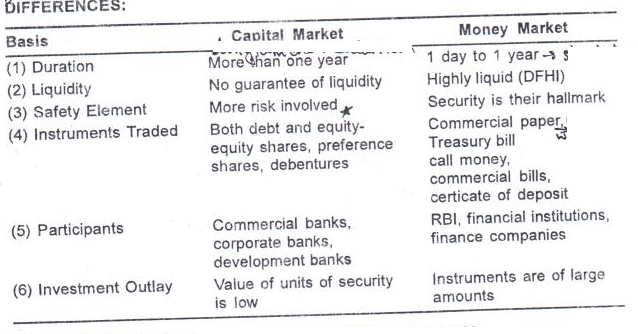 DIFFERENCES:
Basis Capital Market Money Market
(1) Duration More than one year 1 day to 1 year
(2) Liquidity No guarantee of liquidity Highly liquid (DFHI)
(3) Safety Element More risk involved Security is their hallmark
(4) Instruments Traded Both debt and equity- Commercial paper,
equity shares, preference Treasury bill
shares, debentures call money,
commercial bills,
certicate of deposit
(5) Participants Commercial banks, RBI, financial institutions,
corporate banks, finance companies
development banks
(6) Investment Outlay Value of units of security Instruments are of large
is low amounts